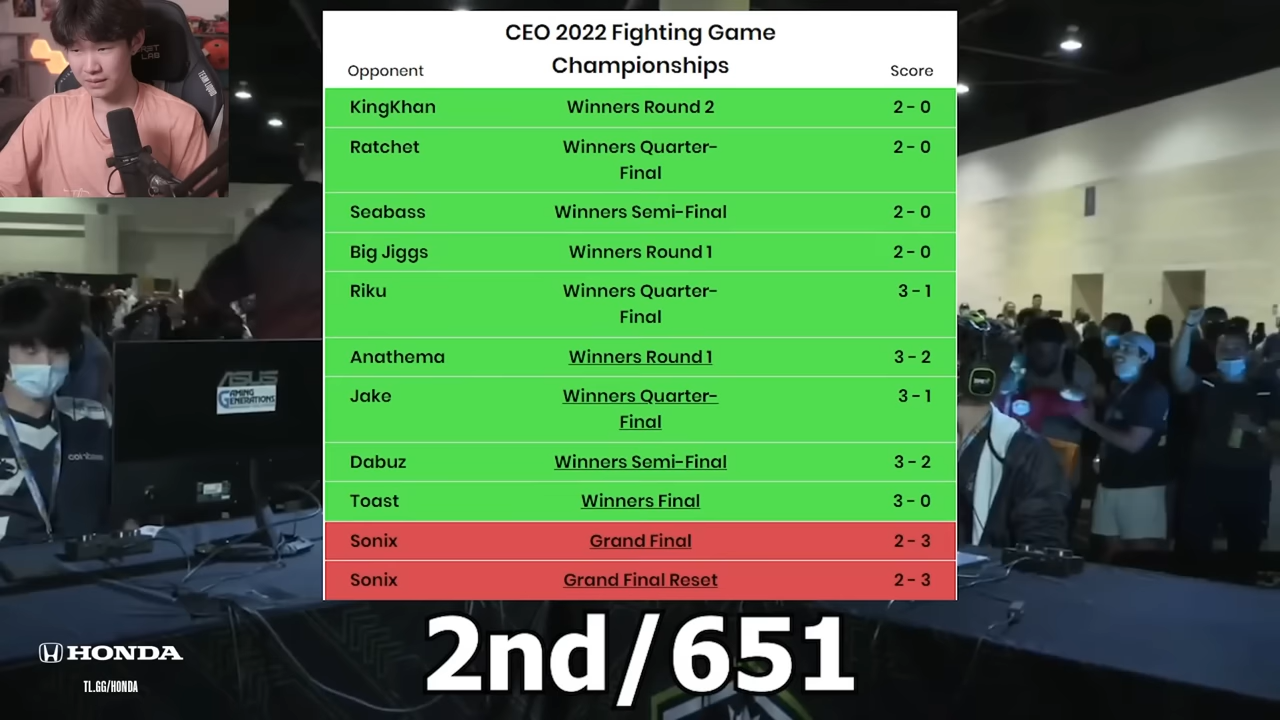 CEO 2022 Fighting Game
Championships
Opponent
Score
KingKhan Winners Round 2 2 - 0
Ratchet Winners Quarter-
Final 2 - 0
Seabass Winners Semi-Final 2 - 0
Big Jiggs Winners Round 1 2 - 0
Riku Winners Quarter-
Final 3 - 1
Anathema Winners Round 1 3 - 2
Jake Winners Quarter-
Final 3 - 1
Dabuz Winners Semi-Final 3 - 2
Toast Winners Final 3 - 0
Sonix Grand Final 2 - 3
Sonix Grand Final Reset 2 - 3
2nd/651
HONDA
TL.GG/HONDA
ASUS
GAMING
GENERATIONS
coinbase